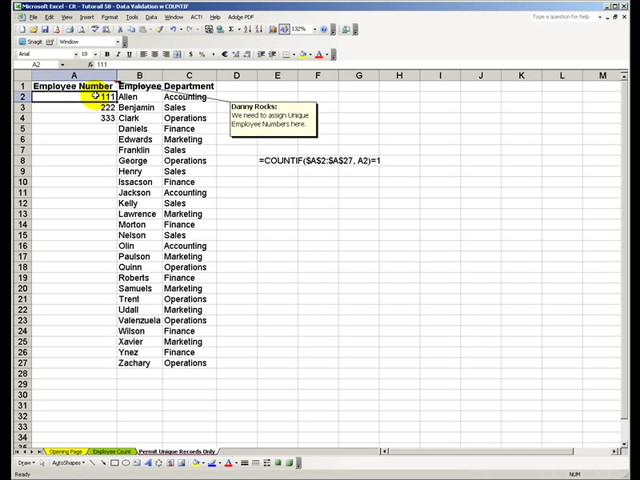 Microsoft Excel - CR - Tutorail 58 - Data Validation w COUNTIF
File Edit View Insert Format Tools Data Window ACT! Help Adobe PDF
Type a question for help
132%
SnagIt Window
Arial 10
A2 111
A B C D E F G H I J K L M
1 Employee Number Employee Department
2 111 Allen Accounting
3 222 Benjamin Sales
4 333 Clark Operations
5 Daniels Finance
6 Edwards Marketing
7 Franklin Sales
8 George Operations
9 Henry Sales
10 Issacson Finance
11 Jackson Accounting
12 Kelly Sales
13 Lawrence Marketing
14 Morton Finance
15 Nelson Sales
16 Olin Accounting
17 Paulson Marketing
18 Quinn Operations
19 Roberts Finance
20 Samuels Marketing
21 Trent Operations
22 Udall Marketing
23 Valenzuela Operations
24 Wilson Finance
25 Xavier Marketing
26 Ynez Finance
27 Zachary Operations
28
29
30
31
32
33
34
Danny Rocks:
We need to assign Unique
Employee Numbers here.
=COUNTIF($A$2:$A$27, A2)=1
Opening Page Employee Count Permit Unique Records Only
Draw AutoShapes
Ready NUM